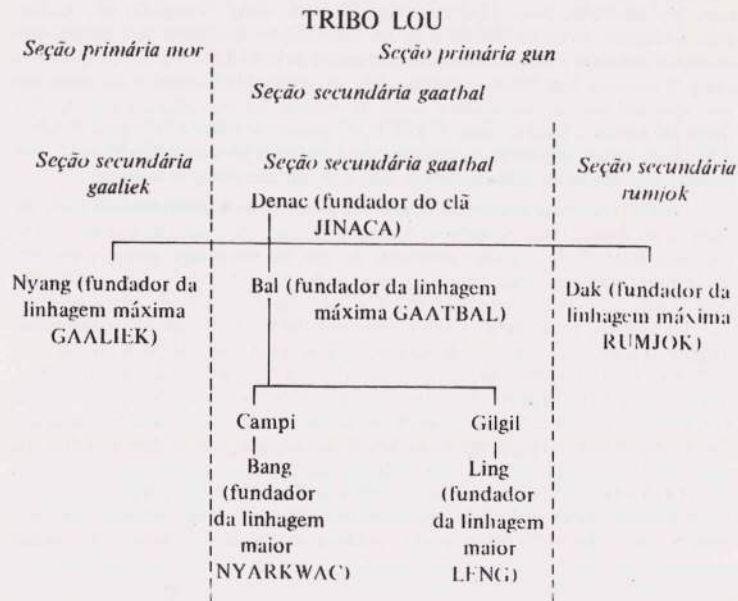 TRIBO LOU
Seção primária mor
Seção primária gun
Seção secundária gaathal
Seção secundária
gaaliek
Seção secundária gaatbal
Seção secundária
rumjok
Denac (fundador do clã
JINACA)
Nyang (fundador da
linhagem máxima
GAALIEK)
Bal (fundador da linhagem
máxima GAATBAL)
Dak (fundador da
linhagem máxima
RUMJOK)
Campi
Bang
(fundador
da linhagem
maior
NYARKWAC)
Gilgil
Ling
(fundador
da linhagem
maior
LENG)